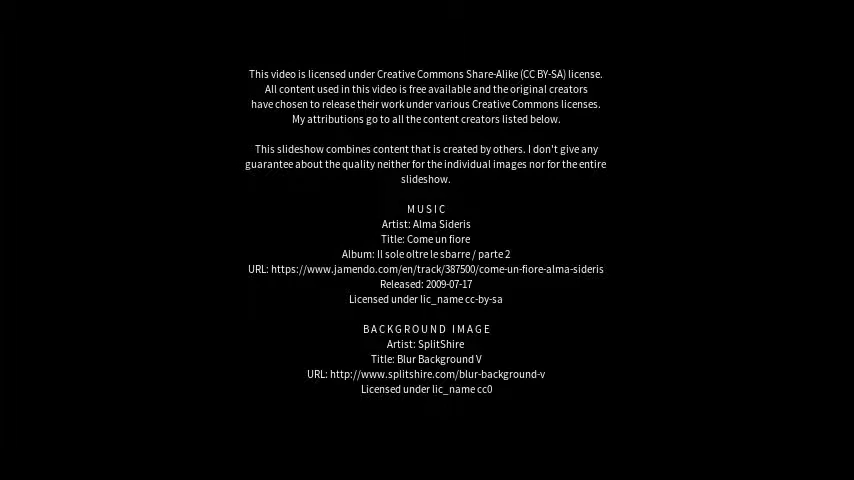 This video is licensed under Creative Commons Share-Alike (CC BY-SA) license.
All content used in this video is free available and the original creators
have chosen to release their work under various Creative Commons licenses.
My attributions go to all the content creators listed below.
This slideshow combines content that is created by others. I don't give any
guarantee about the quality neither for the individual images nor for the entire
slideshow.
MUSIC
Artist: Alma Sideris
Title: Come un fiore
Album: Il sole oltre le sbarre / parte 2
URL: https://www.jamendo.com/en/track/387500/come-un-fiore-alma-sideris
Released: 2009-07-17
Licensed under lic_name cc-by-sa
BACKGROUND IMAGE
Artist: SplitShire
Title: Blur Background V
URL: http://www.splitshire.com/blur-background-v
Licensed under lic_name cc0